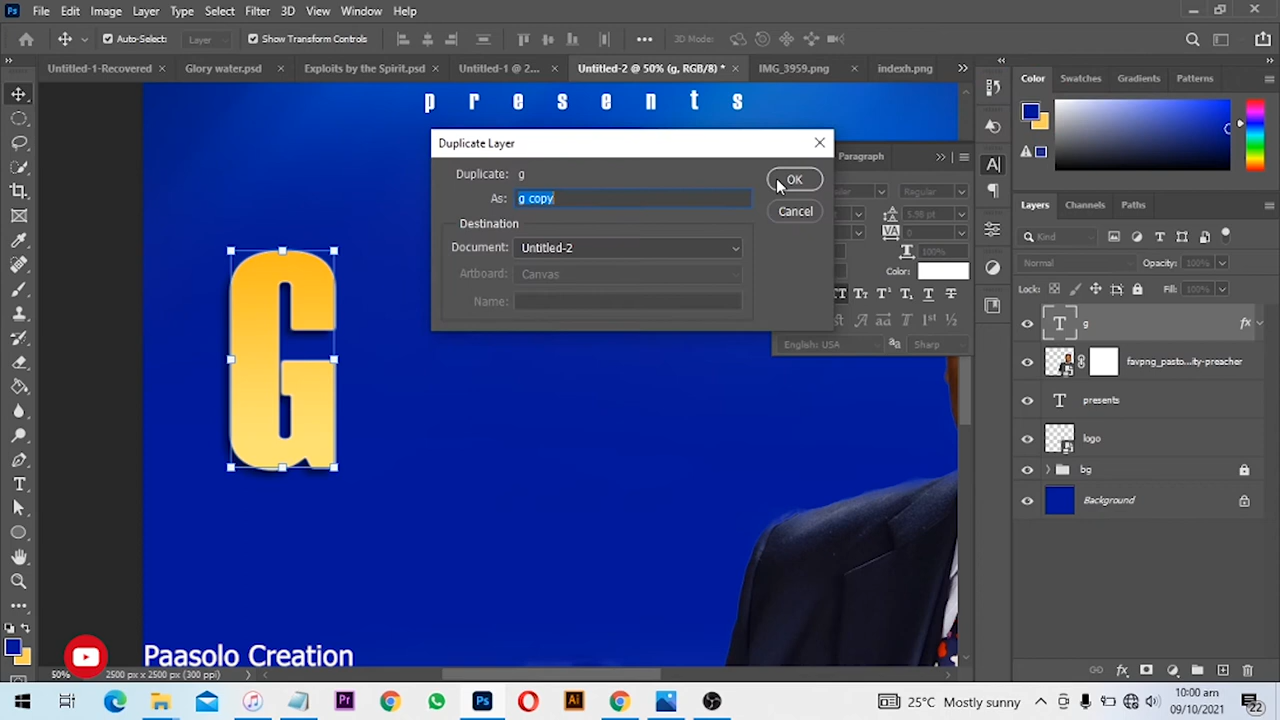 Ps File Edit Image Layer Type Select Filter 3D View Window Help
Auto-Select: Layer Show Transform Controls 3D Mode:
Untitled-1-Recovered Glory water.psd Exploits by the Spirit.psd Untitled-1 @ 2... Untitled-2 @ 50% (g, RGB/8) * IMG_3959.png indexh.png
Color Swatches Gradients Patterns
presents
Duplicate Layer
Duplicate: g
As: g copy
OK
Cancel
Destination
Document: Untitled-2
Artboard: Canvas
Name:
Paragraph
Regular
5.98 pt
0
100%
Color:
English: USA Sharp
Layers Channels Paths
Kind
Normal Opacity: 100%
Lock: Fill: 100%
g fx
favpng_pasto...ity-preacher
presents
logo
bg
Background
G
Paasolo Creation
50% 2500 px x 2500 px (300 ppi)
25°C Mostly sunny
10:00 am
09/10/2021
22